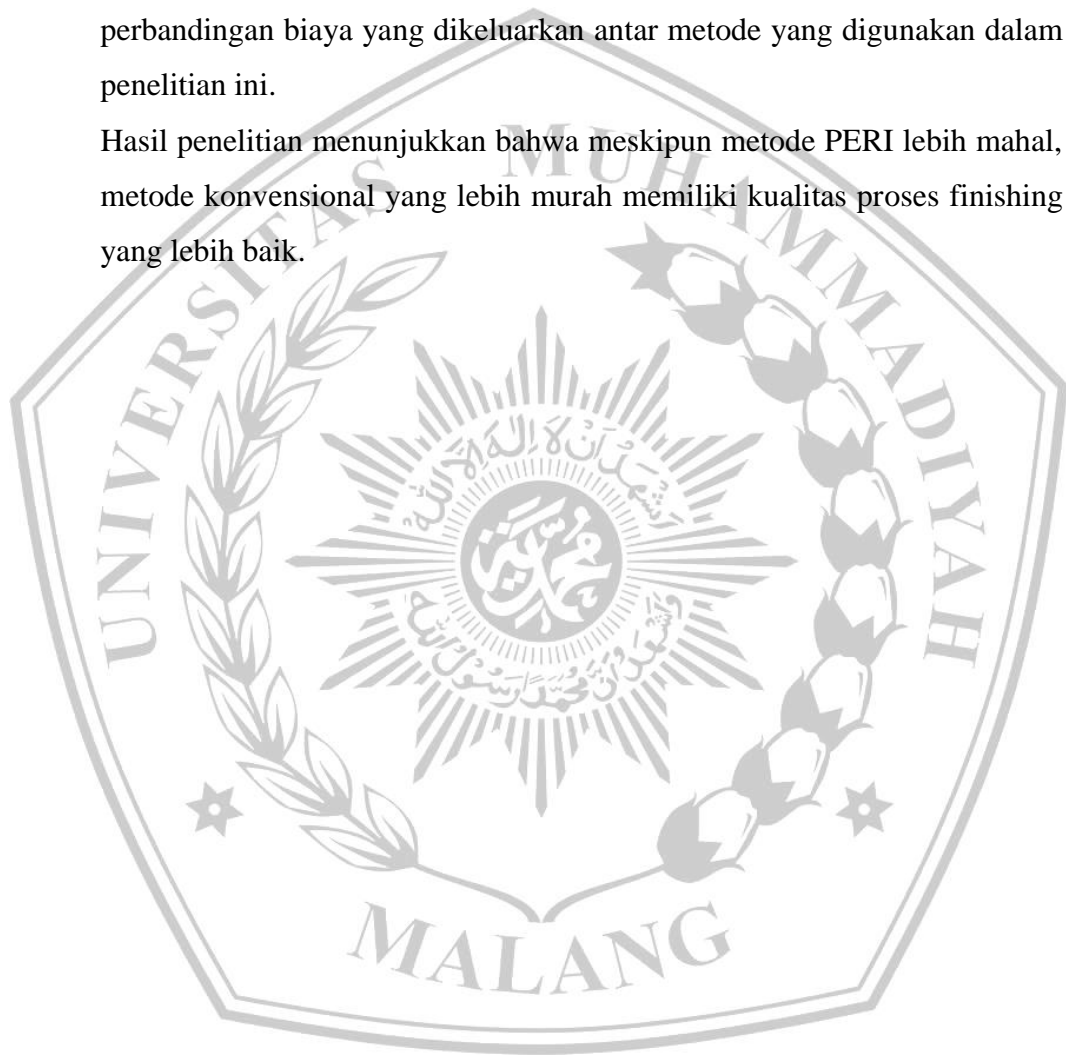 perbandingan biaya yang dikeluarkan antar metode yang digunakan dalam
penelitian ini.
Hasil penelitian menunjukkan bahwa meskipun metode PERI lebih mahal,
metode konvensional yang lebih murah memiliki kualitas proses finishing
yang lebih baik.
UNIVERSITAS MUHAMMADIYAH
MALANG